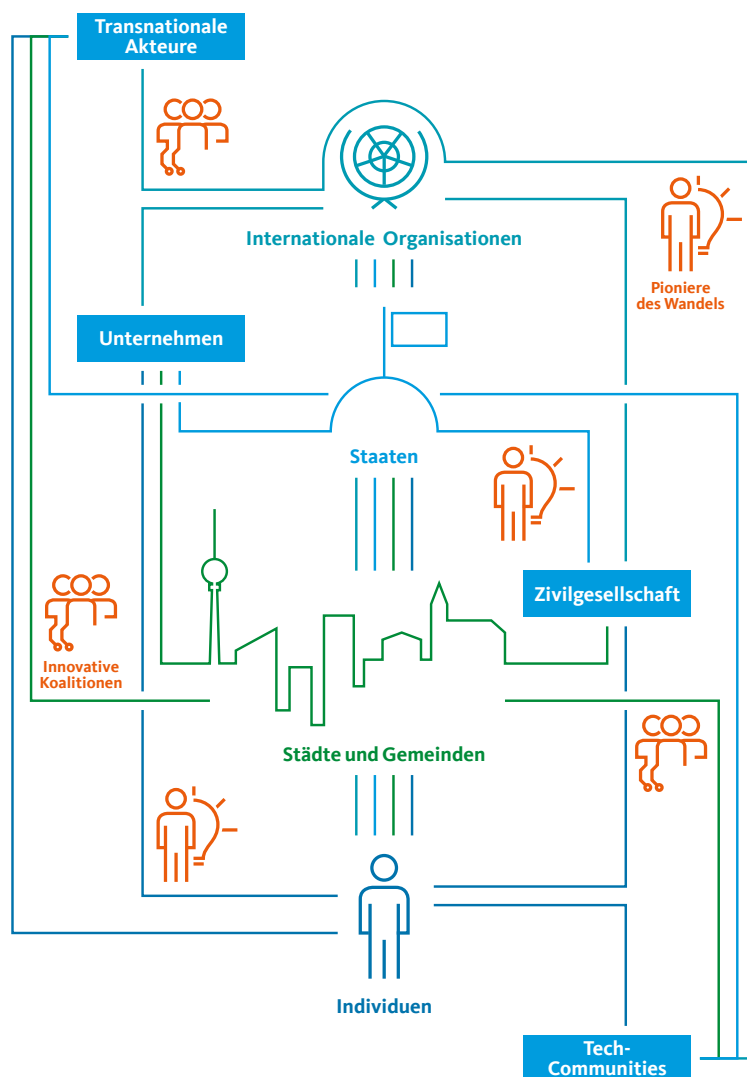 Transnationale
Akteure
Internationale Organisationen
Pioniere
des Wandels
Unternehmen
Staaten
Zivilgesellschaft
Innovative
Koalitionen
Städte und Gemeinden
Individuen
Tech-
Communities